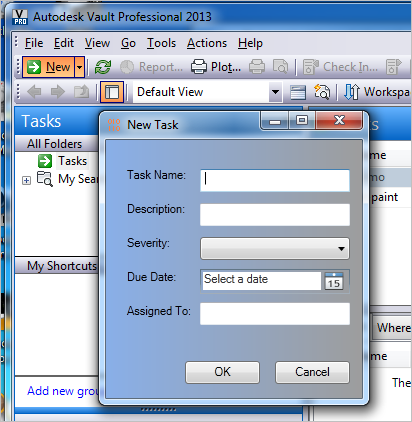 Autodesk Vault Professional 2013
File Edit View Go Tools Actions Help
New Report... Plot... Check In...
Default View Workspa
Tasks
All Folders
Tasks
My Sear
My Shortcuts
Add new grou
New Task
Task Name:
Description:
Severity:
Due Date: Select a date 15
Assigned To:
OK Cancel
ks
me
mo
paint
Where
me
The